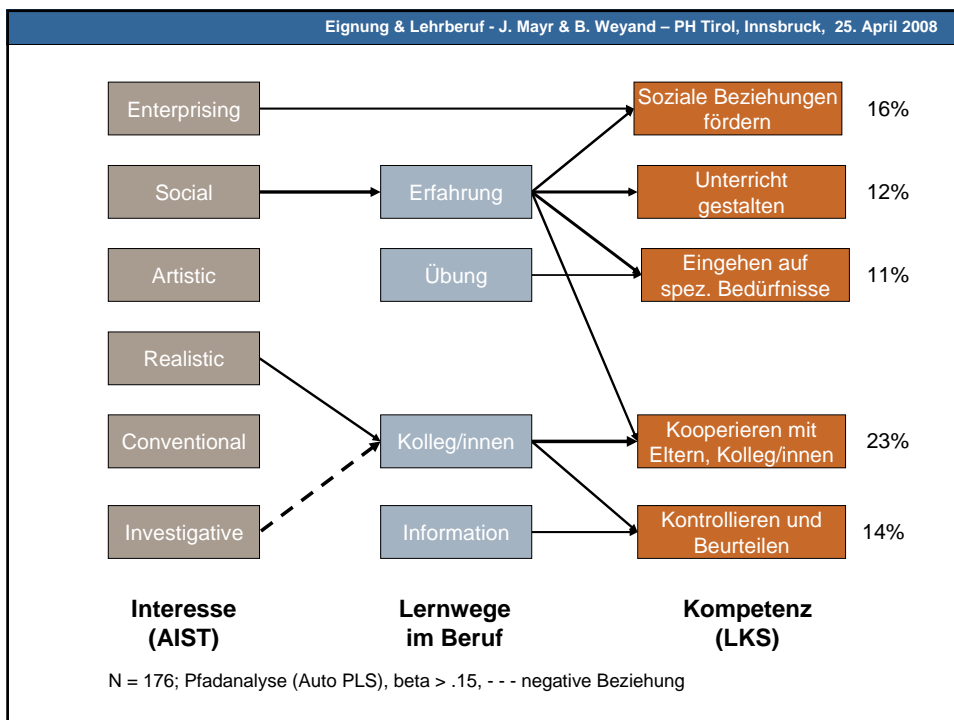 Eignung & Lehrberuf - J. Mayr & B. Weyand – PH Tirol, Innsbruck, 25. April 2008
Enterprising
Soziale Beziehungen
fördern
16%
Social
Erfahrung
Unterricht
gestalten
12%
Artistic
Übung
Eingehen auf
spez. Bedürfnisse
11%
Realistic
Conventional
Kolleg/innen
Kooperieren mit
Eltern, Kolleg/innen
23%
Investigative
Information
Kontrollieren und
Beurteilen
14%
Interesse
(AIST)
Lernwege
im Beruf
Kompetenz
(LKS)
N = 176; Pfadanalyse (Auto PLS), beta > .15, - - - negative Beziehung